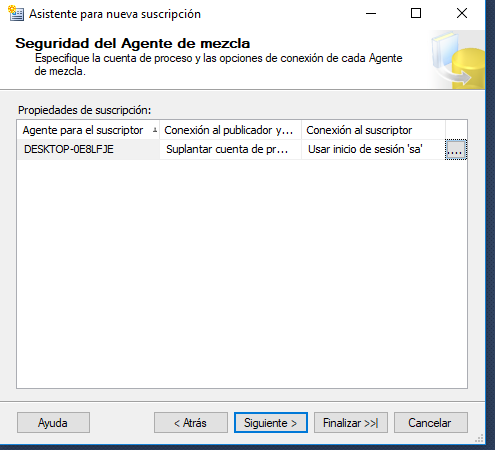 Asistente para nueva suscripción
Seguridad del Agente de mezcla
Especifique la cuenta de proceso y las opciones de conexión de cada Agente
de mezcla.
Propiedades de suscripción:
Agente para el suscriptor Conexión al publicador y... Conexión al suscriptor
DESKTOP-0E8LFJE Suplantar cuenta de pr... Usar inicio de sesión 'sa' ....
Ayuda < Atrás Siguiente > Finalizar >>| Cancelar